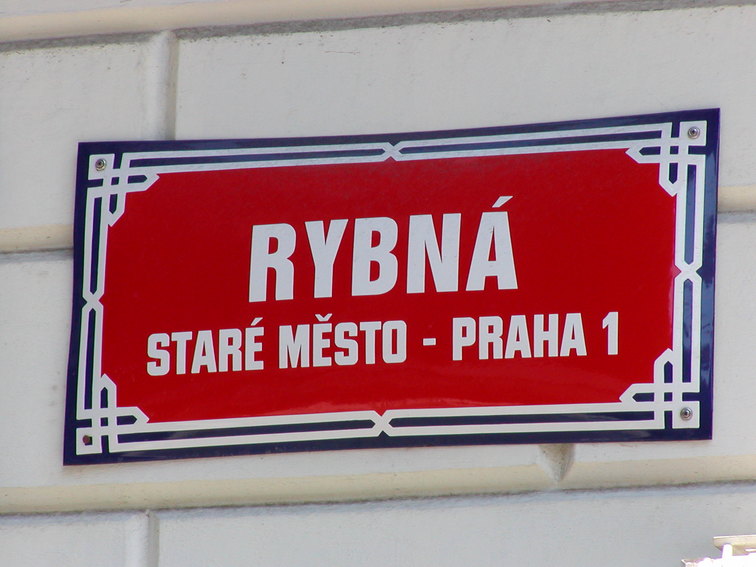 RYBNÁ
STARÉ MĚSTO - PRAHA 1